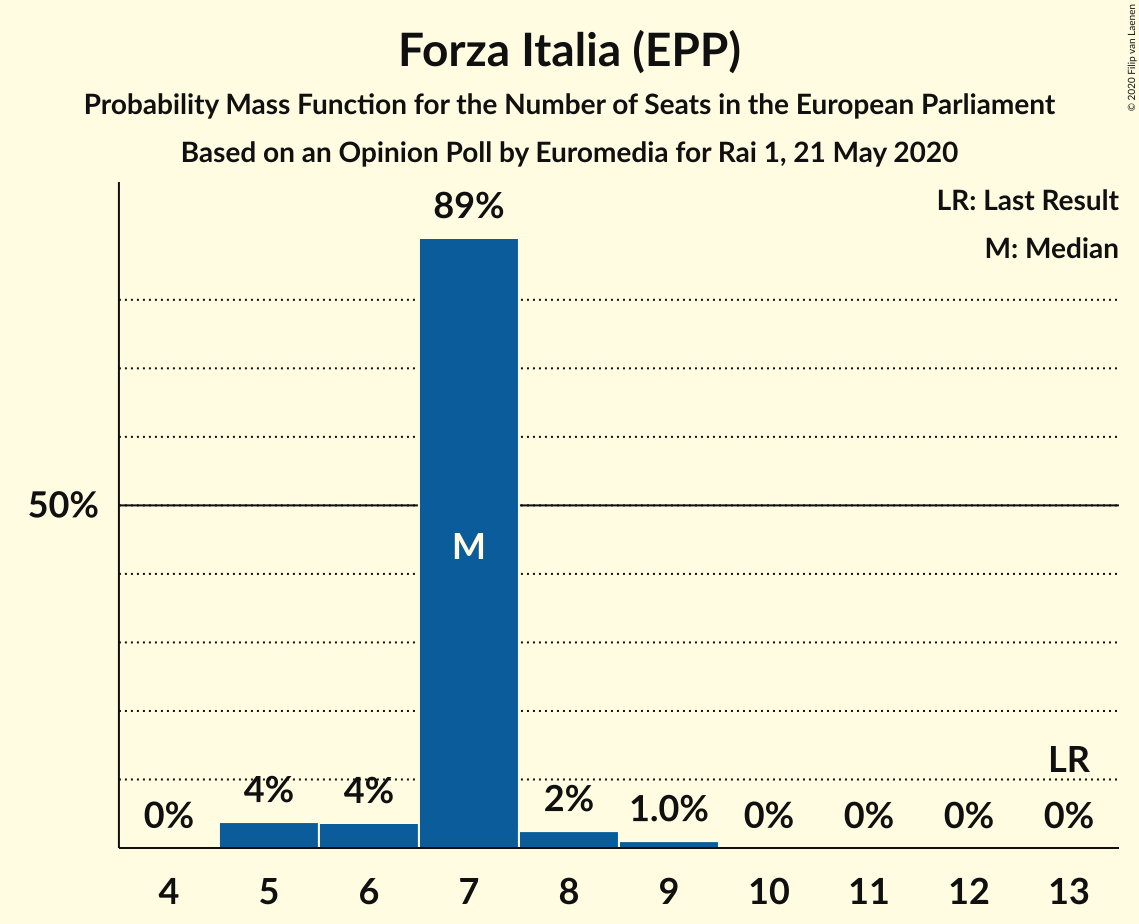 Forza Italia (EPP)
Probability Mass Function for the Number of Seats in the European Parliament
Based on an Opinion Poll by Euromedia for Rai 1, 21 May 2020
© 2020 Filip van Laenen
LR: Last Result
M: Median
50%
0%
4%
4%
89%
M
2%
1.0%
0%
0%
0%
LR
0%
4 5 6 7 8 9 10 11 12 13